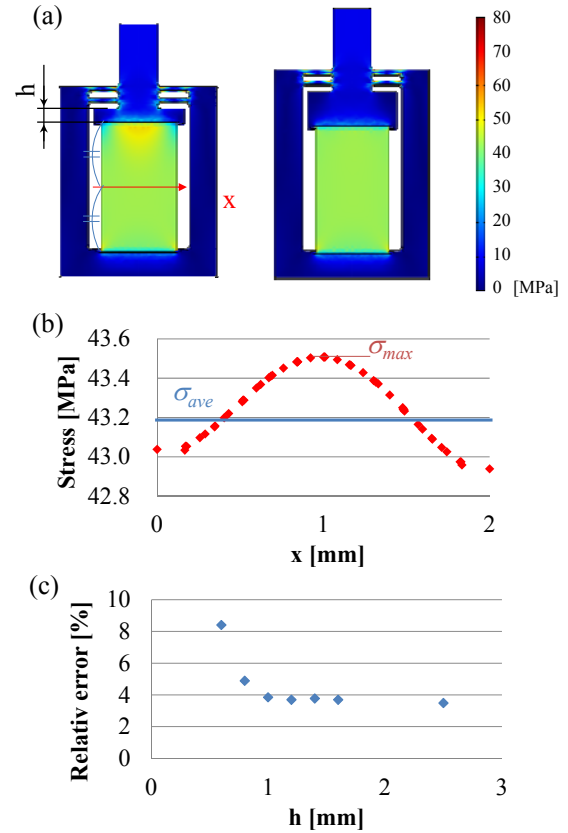 (a)
h
x
80
70
60
50
40
30
20
10
0 [MPa]
(b)
Stress [MPa]
43.6
43.4
43.2
43.0
42.8
σave
σmax
0 1 2
x [mm]
(c)
Relativ error [%]
10
8
6
4
2
0
0 1 2 3
h [mm]